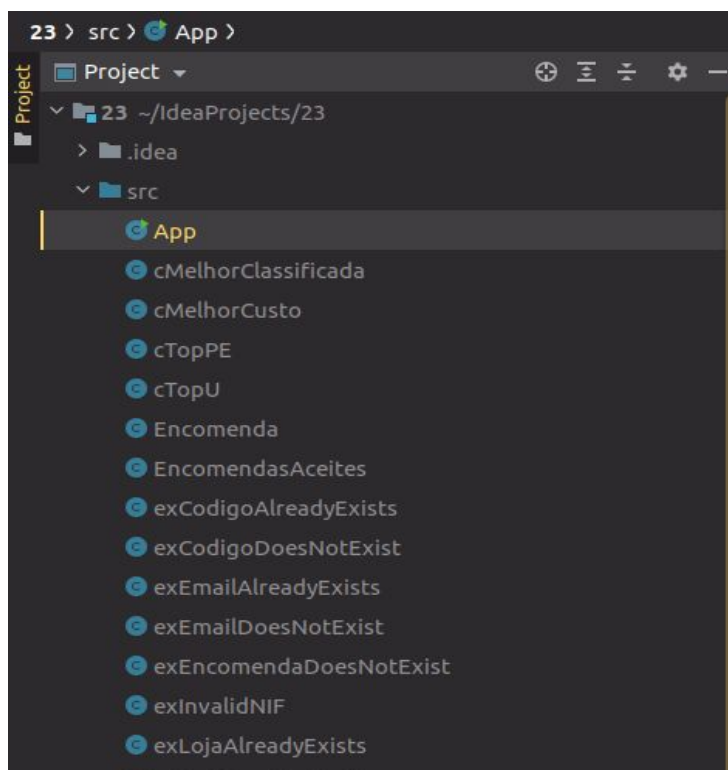 23 > src > App >
Project
Project
23 ~/IdeaProjects/23
.idea
src
App
cMelhorClassificada
cMelhorCusto
cTopPE
cTopU
Encomenda
EncomendasAceites
exCodigoAlreadyExists
exCodigoDoesNotExist
exEmailAlreadyExists
exEmailDoesNotExist
exEncomendaDoesNotExist
exInvalidNIF
exLojaAlreadyExists